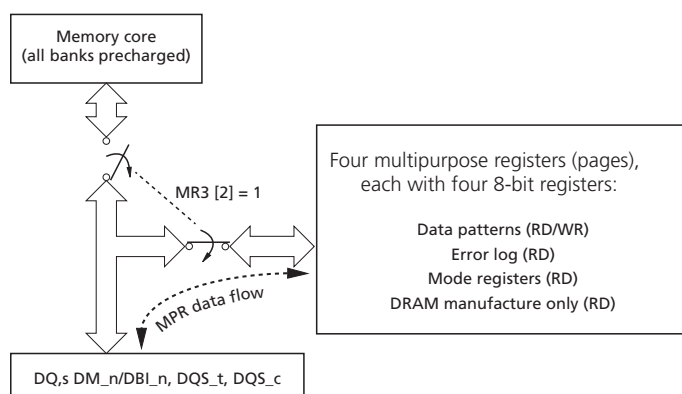 Memory core
(all banks precharged)
MR3 [2] = 1
Four multipurpose registers (pages),
each with four 8-bit registers:
Data patterns (RD/WR)
Error log (RD)
Mode registers (RD)
DRAM manufacture only (RD)
MPR data flow
DQ,s DM_n/DBI_n, DQS_t, DQS_c